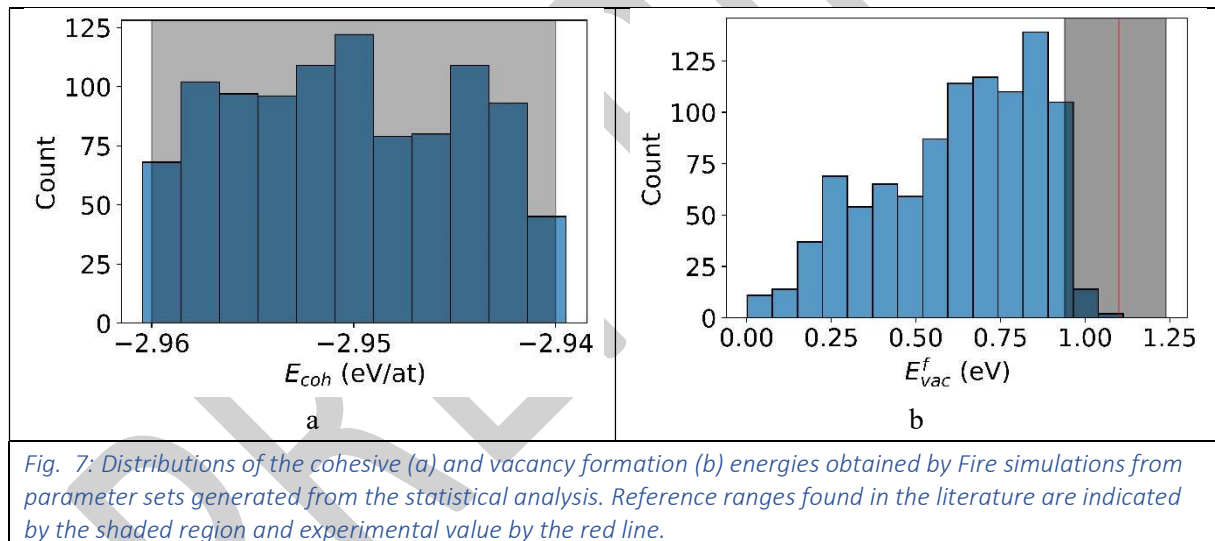 125
100
75
50
25
0
Count
−2.96
−2.95
−2.94
E_coh (eV/at)
a
125
100
75
50
25
0
Count
0.00
0.25
0.50
0.75
1.00
1.25
E^f_vac (eV)
b
Fig. 7: Distributions of the cohesive (a) and vacancy formation (b) energies obtained by Fire simulations from
parameter sets generated from the statistical analysis. Reference ranges found in the literature are indicated
by the shaded region and experimental value by the red line.